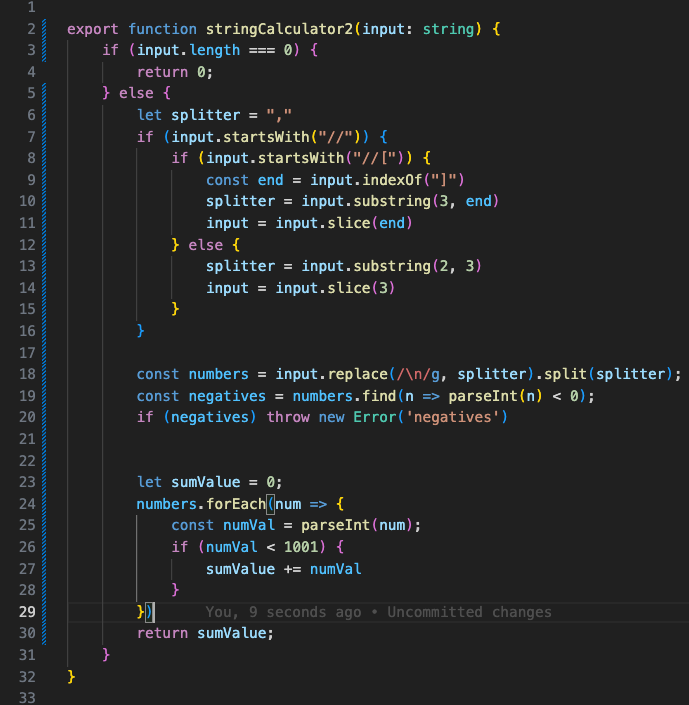 1
2 export function stringCalculator2(input: string) {
3     if (input.length === 0) {
4         return 0;
5     } else {
6         let splitter = ","
7         if (input.startsWith("//")) {
8             if (input.startsWith("//[")) {
9                 const end = input.indexOf("]")
10                 splitter = input.substring(3, end)
11                 input = input.slice(end)
12             } else {
13                 splitter = input.substring(2, 3)
14                 input = input.slice(3)
15             }
16         }
17
18         const numbers = input.replace(/\n/g, splitter).split(splitter);
19         const negatives = numbers.find(n => parseInt(n) < 0);
20         if (negatives) throw new Error('negatives')
21
22
23         let sumValue = 0;
24         numbers.forEach(num => {
25             const numVal = parseInt(num);
26             if (numVal < 1001) {
27                 sumValue += numVal
28             }
29         })      You, 9 seconds ago • Uncommitted changes
30         return sumValue;
31     }
32 }
33